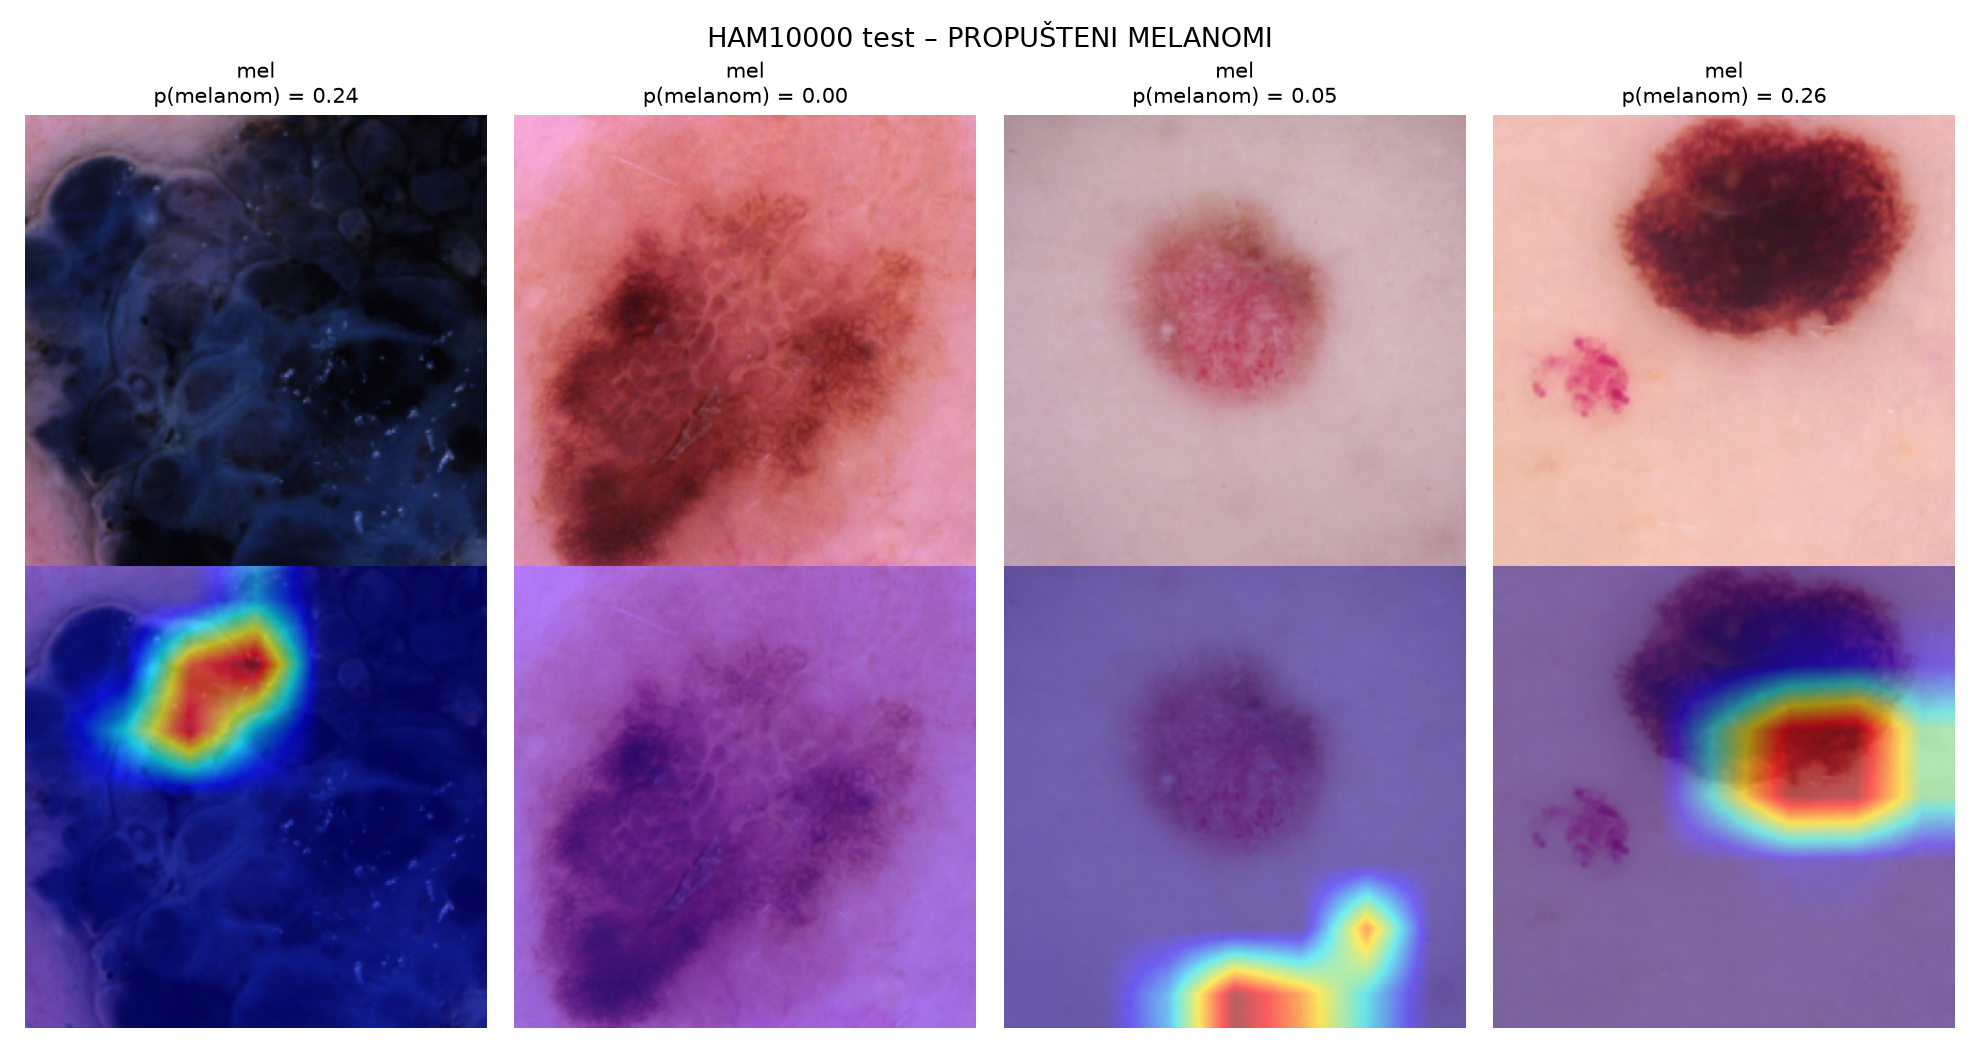 HAM10000 test – PROPUŠTENI MELANOMI
mel
p(melanom) = 0.24
mel
p(melanom) = 0.00
mel
p(melanom) = 0.05
mel
p(melanom) = 0.26